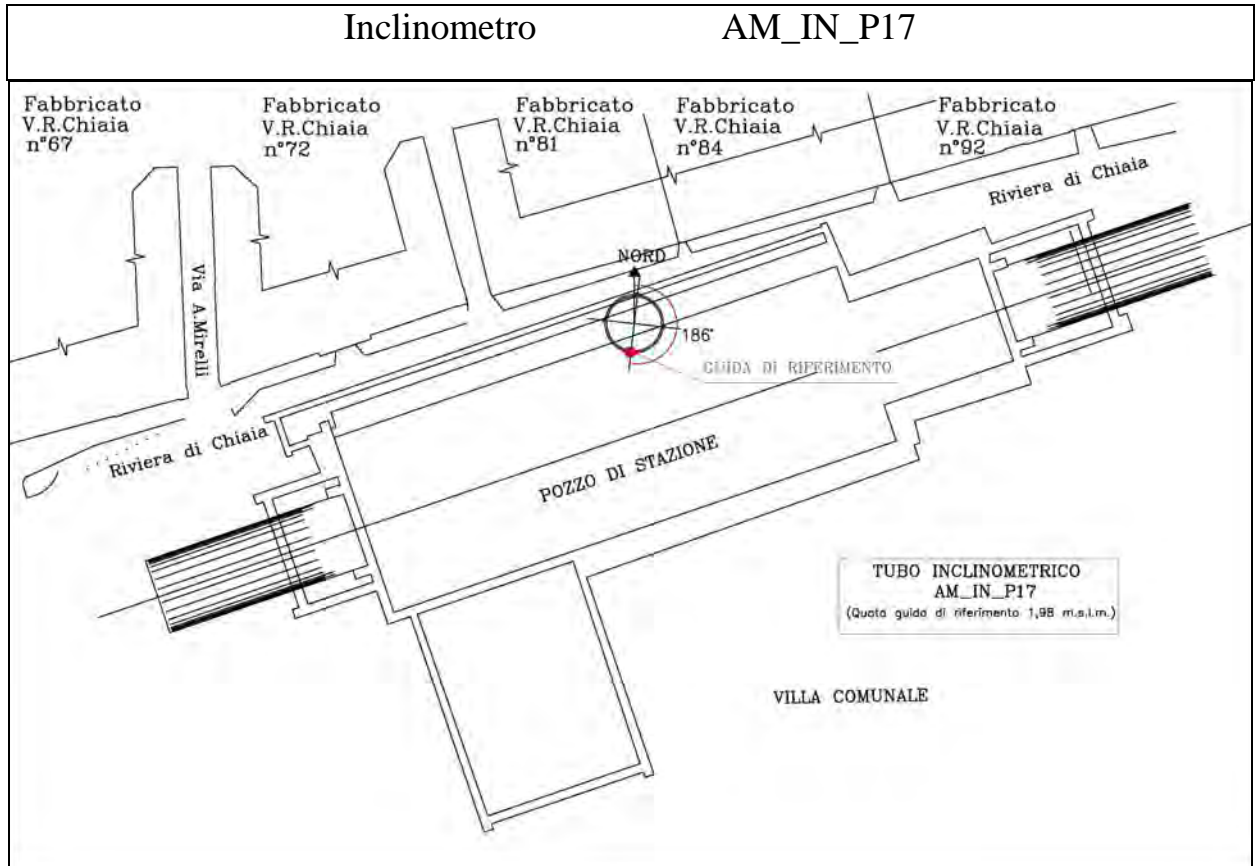 Inclinometro AM_IN_P17
Fabbricato
V.R.Chiaia
n°67
Fabbricato
V.R.Chiaia
n°72
Fabbricato
V.R.Chiaia
n°81
Fabbricato
V.R.Chiaia
n°84
Fabbricato
V.R.Chiaia
n°92
Riviera di Chiaia
Via A.Mirelli
NORD
186°
GUIDA DI RIFERIMENTO
Riviera di Chiaia
POZZO DI STAZIONE
TUBO INCLINOMETRICO
AM_IN_P17
(Quota guida di riferimento 1,98 m.s.l.m.)
VILLA COMUNALE